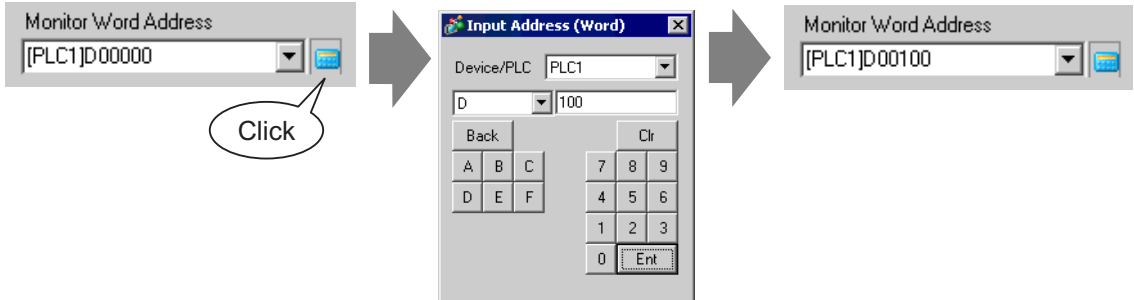 Monitor Word Address
[PLC1]D00000
Click
Input Address (Word)
Device/PLC PLC1
D 100
Back Clr
A B C 7 8 9
D E F 4 5 6
1 2 3
0 Ent
Monitor Word Address
[PLC1]D00100